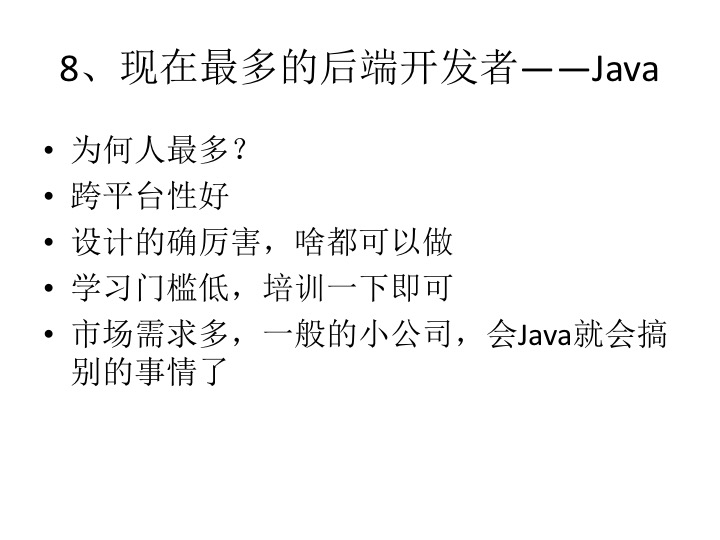 8、现在最多的后端开发者——Java
• 为何人最多？
• 跨平台性好
• 设计的确厉害，啥都可以做
• 学习门槛低，培训一下即可
• 市场需求多，一般的小公司，会Java就会搞
别的事情了